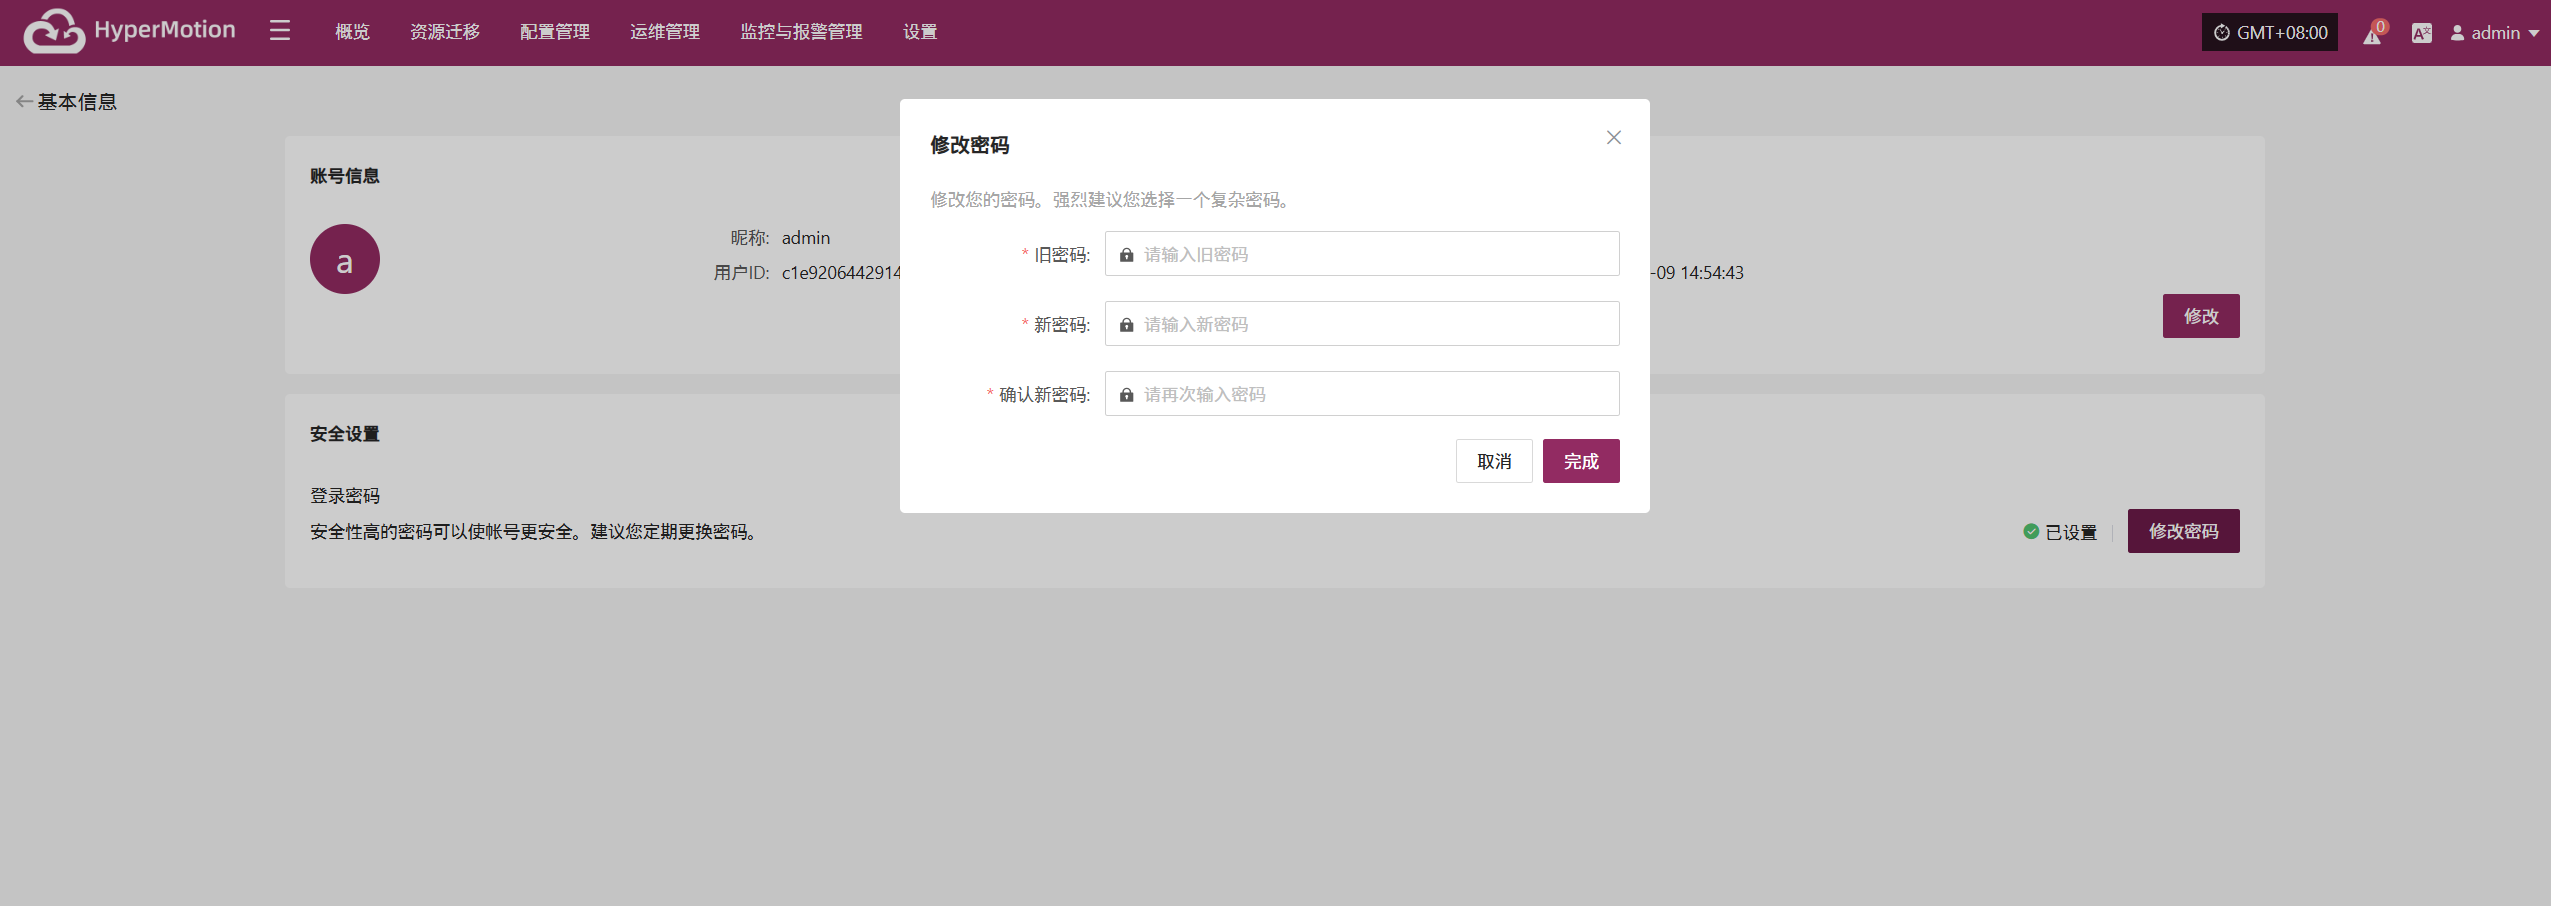 HyperMotion 概览 资源迁移 配置管理 运维管理 监控与报警管理 设置 GMT+08:00 0 A文 admin
基本信息
修改密码
修改您的密码。强烈建议您选择一个复杂密码。
* 旧密码: 请输入旧密码
* 新密码: 请输入新密码
* 确认新密码: 请再次输入密码
取消 完成
账号信息
a
昵称: admin
用户ID: c1e9206442914
-09 14:54:43
修改
安全设置
登录密码
安全性高的密码可以使帐号更安全。建议您定期更换密码。
已设置 修改密码